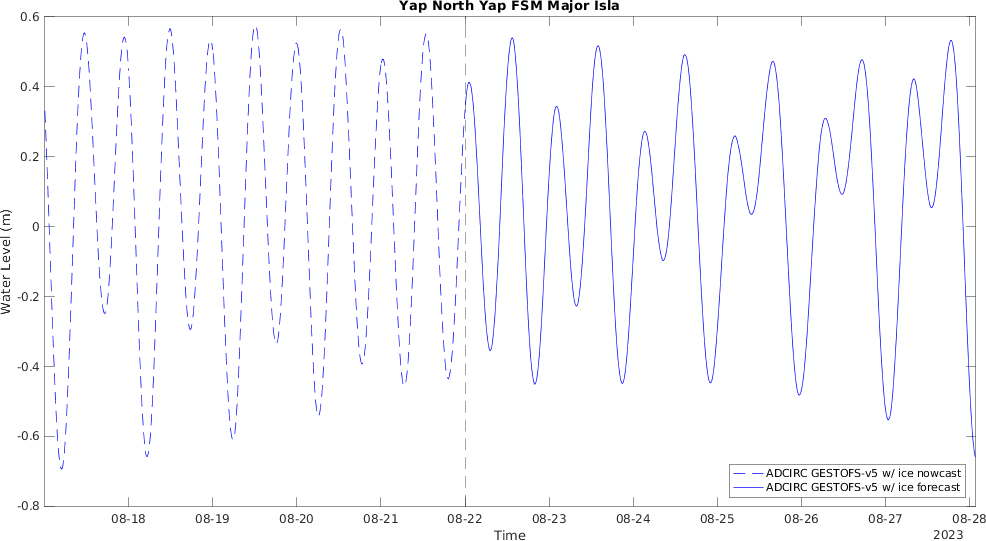 Yap North Yap FSM Major Isla
0.6
0.4
0.2
0
-0.2
-0.4
-0.6
-0.8
Water Level (m)
ADCIRC GESTOFS-v5 w/ ice nowcast
ADCIRC GESTOFS-v5 w/ ice forecast
08-18 08-19 08-20 08-21 08-22 08-23 08-24 08-25 08-26 08-27 08-28
Time
2023